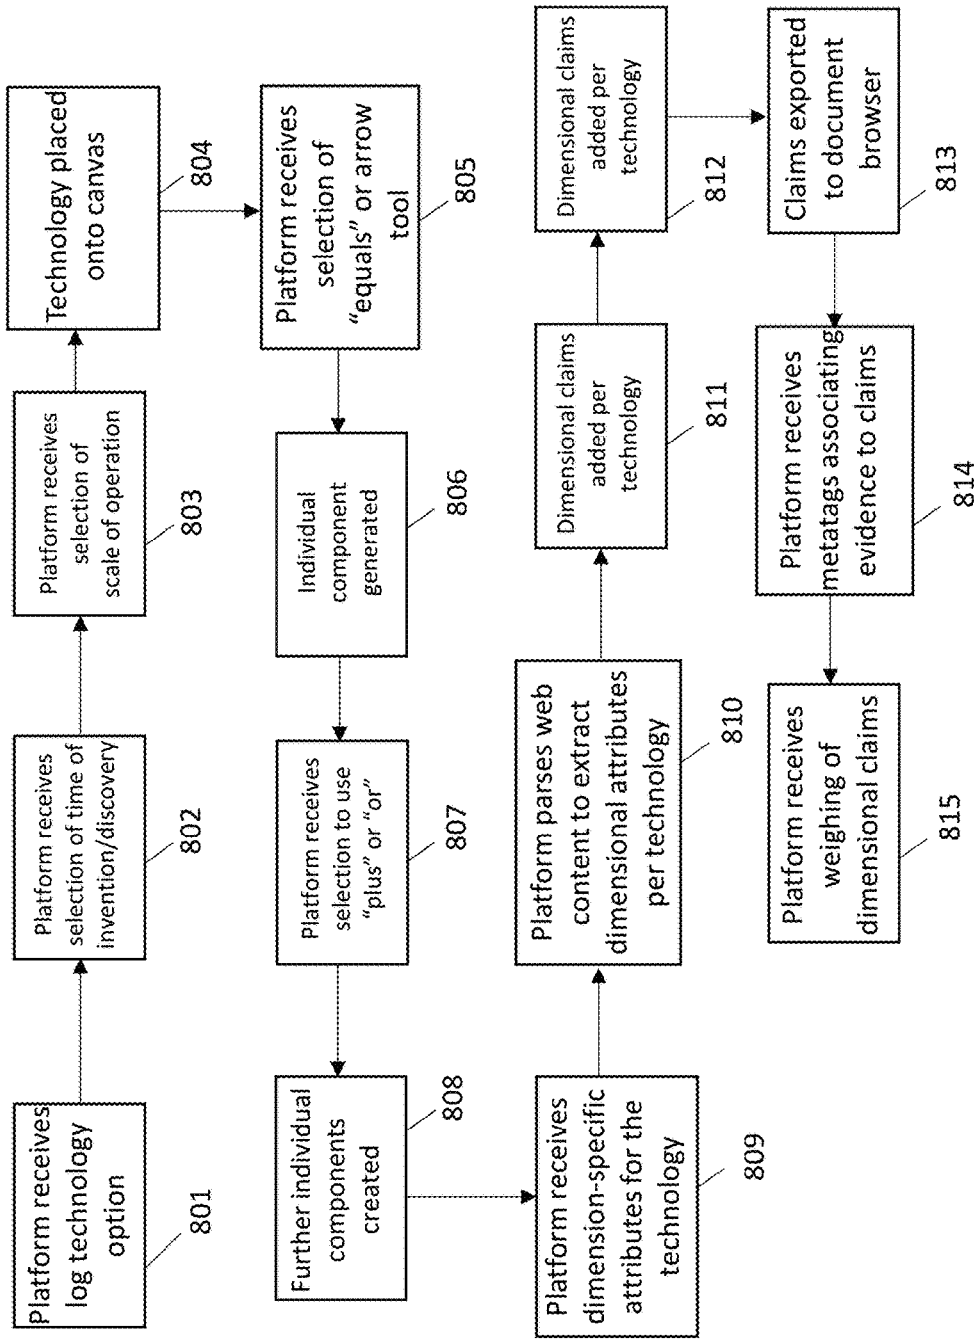 Platform receives
log technology
option
801
Platform receives
selection of time of
invention/discovery
802
Platform receives
selection of
scale of operation
803
Technology placed
onto canvas
804
Platform receives
selection of
“equals” or arrow
tool
805
Individual
component
generated
806
Platform receives
selection to use
“plus” or “or”
807
Further individual
components
created
808
Platform receives
dimension-specific
attributes for the
technology
809
Platform parses web
content to extract
dimensional attributes
per technology
810
Dimensional claims
added per
technology
811
Dimensional claims
added per
technology
812
Claims exported
to document
browser
813
Platform receives
metatags associating
evidence to claims
814
Platform receives
weighing of
dimensional claims
815